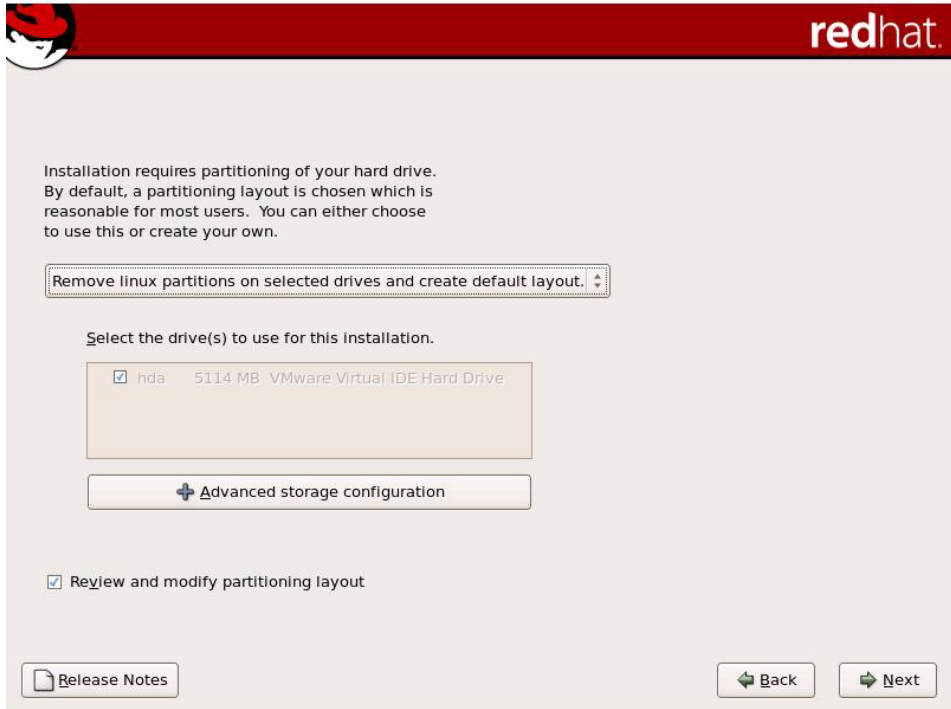 redhat.
Installation requires partitioning of your hard drive.
By default, a partitioning layout is chosen which is
reasonable for most users.  You can either choose
to use this or create your own.
Remove linux partitions on selected drives and create default layout.
Select the drive(s) to use for this installation.
hda 5114 MB VMware Virtual IDE Hard Drive
Advanced storage configuration
Review and modify partitioning layout
Release Notes
Back
Next